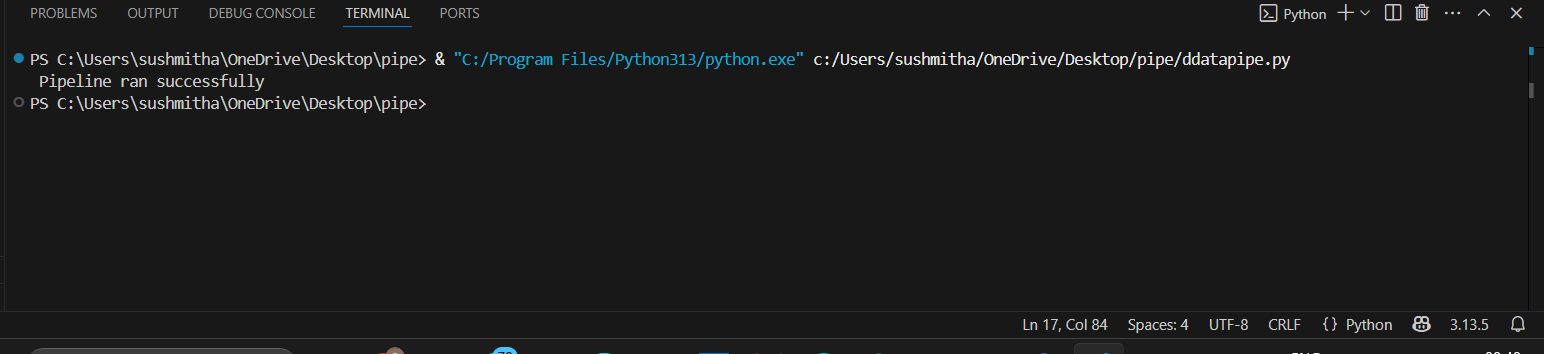 PROBLEMS OUTPUT DEBUG CONSOLE TERMINAL PORTS Python
PS C:\Users\sushmitha\OneDrive\Desktop\pipe> & "C:/Program Files/Python313/python.exe" c:/Users/sushmitha/OneDrive/Desktop/pipe/ddatapipe.py
Pipeline ran successfully
PS C:\Users\sushmitha\OneDrive\Desktop\pipe>
Ln 17, Col 84 Spaces: 4 UTF-8 CRLF {} Python 3.13.5